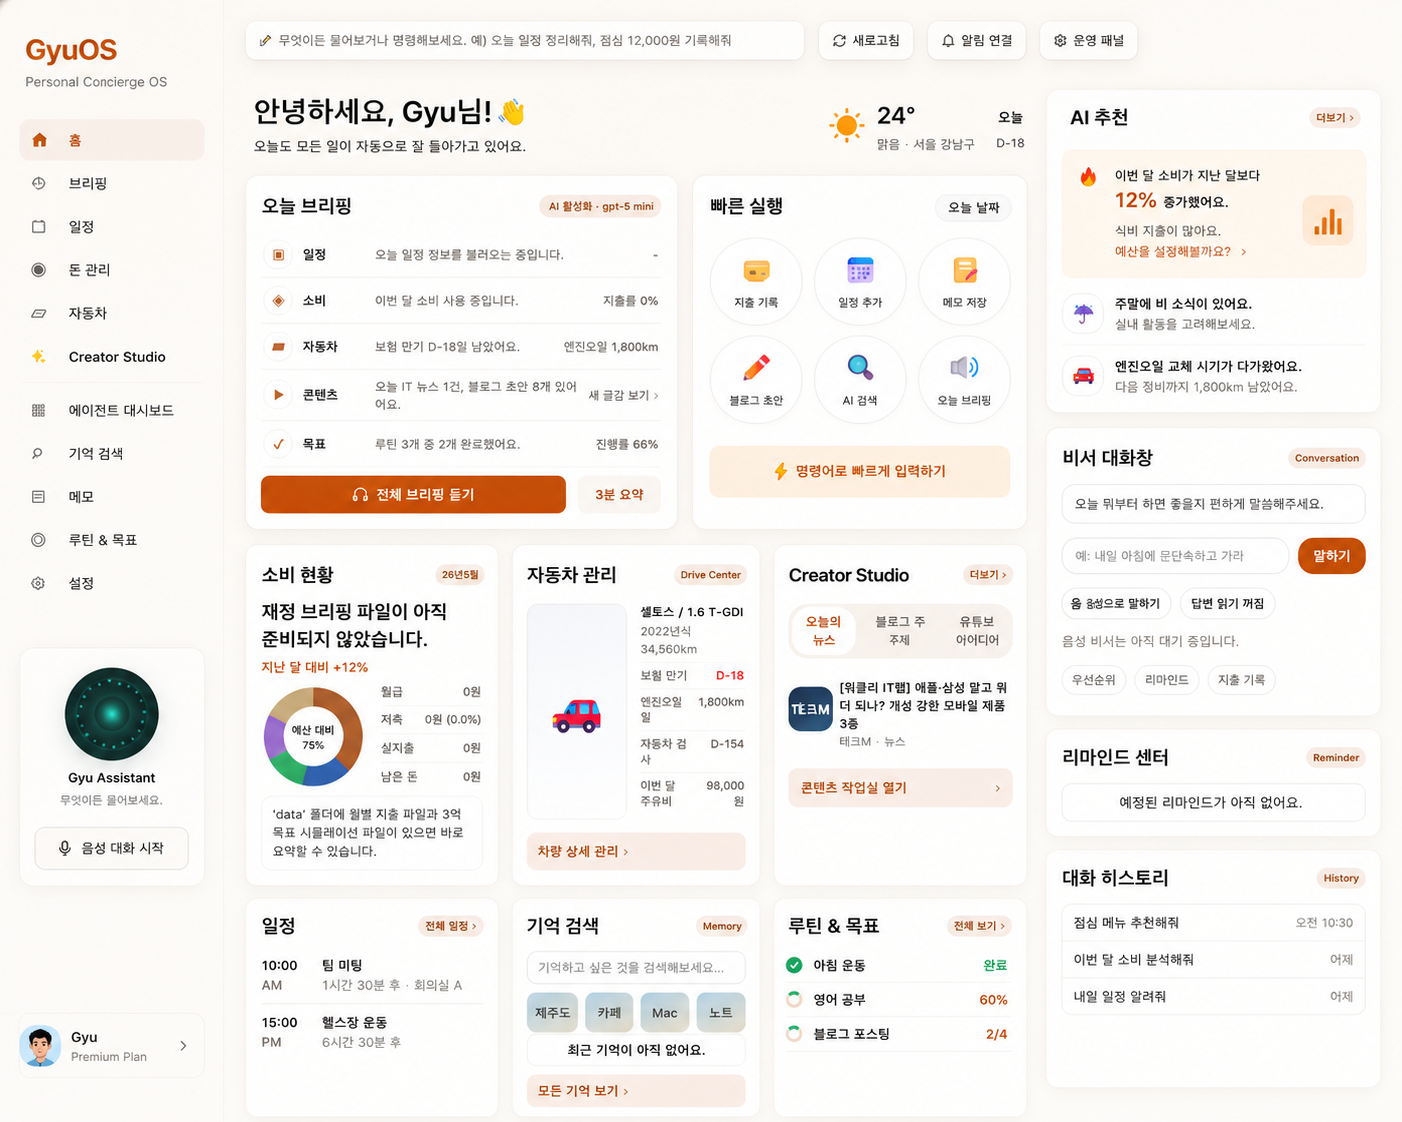 GyuOS
Personal Concierge OS
홈
브리핑
일정
돈 관리
자동차
Creator Studio
에이전트 대시보드
기억 검색
메모
루틴 & 목표
설정
Gyu Assistant
무엇이든 물어보세요.
음성 대화 시작
Gyu
Premium Plan
무엇이든 물어보거나 명령해보세요. 예) 오늘 일정 정리해줘, 점심 12,000원 기록해줘
새로고침
알림 연결
운영 패널
안녕하세요, Gyu님!
오늘도 모든 일이 자동으로 잘 돌아가고 있어요.
24°
맑음 · 서울 강남구
오늘
D-18
오늘 브리핑
AI 활성화 · gpt-5 mini
일정
오늘 일정 정보를 불러오는 중입니다.
-
소비
이번 달 소비 사용 중입니다.
지출률 0%
자동차
보험 만기 D-18일 남았어요.
엔진오일 1,800km
콘텐츠
오늘 IT 뉴스 1건, 블로그 초안 8개 있어
어요.
새 글감 보기 ›
목표
루틴 3개 중 2개 완료했어요.
진행률 66%
전체 브리핑 듣기
3분 요약
빠른 실행
오늘 날짜
지출 기록
일정 추가
메모 저장
블로그 초안
AI 검색
오늘 브리핑
명령어로 빠르게 입력하기
소비 현황
26년5월
재정 브리핑 파일이 아직
준비되지 않았습니다.
지난 달 대비 +12%
예산 대비
75%
월급
0원
저축
0원 (0.0%)
실지출
0원
남은 돈
0원
'data' 폴더에 월별 지출 파일과 3억
목표 시뮬레이션 파일이 있으면 바로
요약할 수 있습니다.
자동차 관리
Drive Center
셀토스 / 1.6 T-GDI
2022년식
34,560km
보험 만기
D-18
엔진오일
일
1,800km
자동차 검
사
D-154
이번 달
주유비
98,000
원
차량 상세 관리 ›
Creator Studio
더보기 ›
오늘의
뉴스
블로그 주
주제
유튜브
아어디어
TEᗱM
[위클리 IT랩] 애플·삼성 말고 뭐
더 되나? 개성 강한 모바일 제품
3종
테크M · 뉴스
콘텐츠 작업실 열기 ›
일정
전체 일정 ›
10:00
AM
팀 미팅
1시간 30분 후 · 회의실 A
15:00
PM
헬스장 운동
6시간 30분 후
기억 검색
Memory
기억하고 싶은 것을 검색해보세요...
제주도
카페
Mac
노트
최근 기억이 아직 없어요.
모든 기억 보기 ›
루틴 & 목표
전체 보기 ›
아침 운동
완료
영어 공부
60%
블로그 포스팅
2/4
AI 추천
더보기 ›
이번 달 소비가 지난 달보다
12% 증가했어요.
식비 지출이 많아요.
예산을 설정해볼까요? ›
주말에 비 소식이 있어요.
실내 활동을 고려해보세요.
엔진오일 교체 시기가 다가왔어요.
다음 정비까지 1,800km 남았어요.
비서 대화창
Conversation
오늘 뭐부터 하면 좋을지 편하게 말씀해주세요.
예: 내일 아침에 문단속하고 가라
말하기
으로 말하기
답변 읽기 꺼짐
음성 비서는 아직 대기 중입니다.
우선순위
리마인드
지출 기록
리마인드 센터
Reminder
예정된 리마인드가 아직 없어요.
대화 히스토리
History
점심 메뉴 추천해줘
오전 10:30
이번 달 소비 분석해줘
어제
내일 일정 알려줘
어제